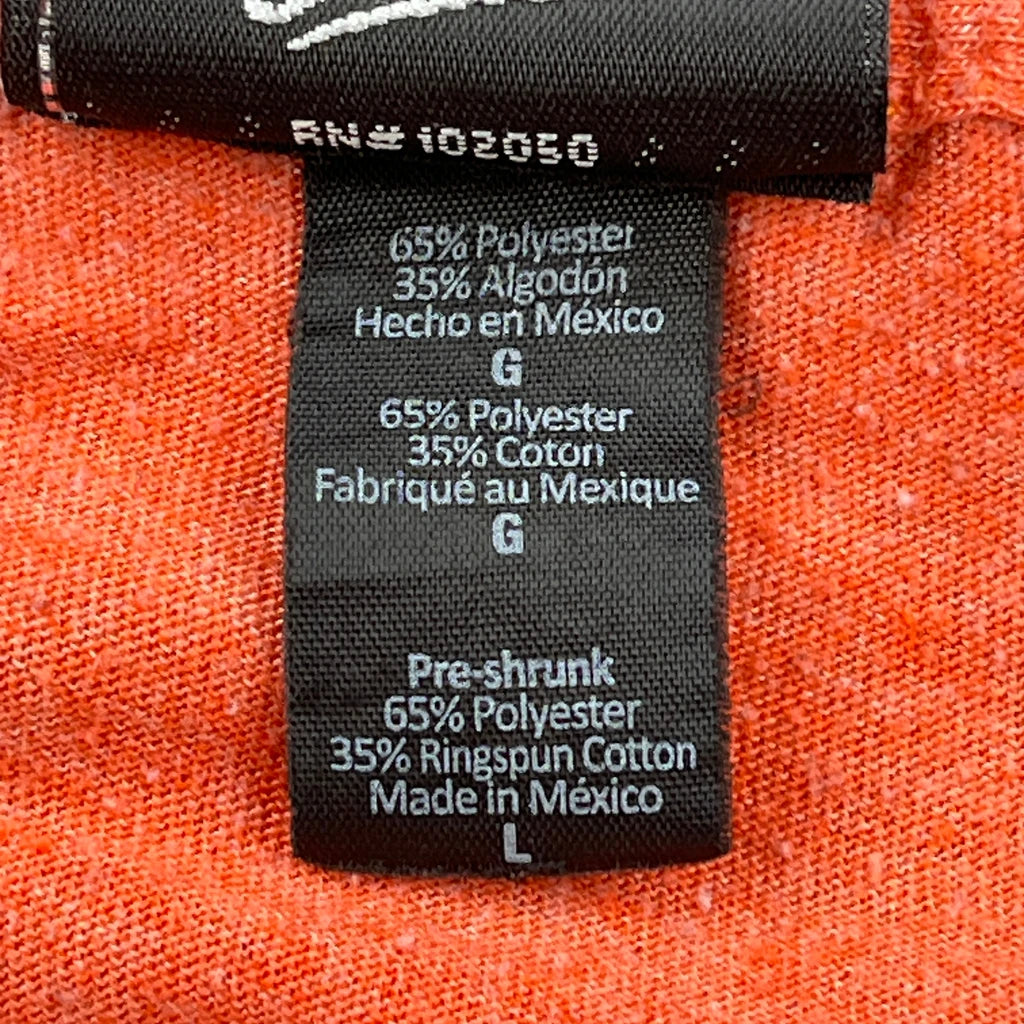 RN# 102050
65% Polyester
35% Algodón
Hecho en México
G
65% Polyester
35% Coton
Fabriqué au Mexique
G
Pre-shrunk
65% Polyester
35% Ringspun Cotton
Made in México
L